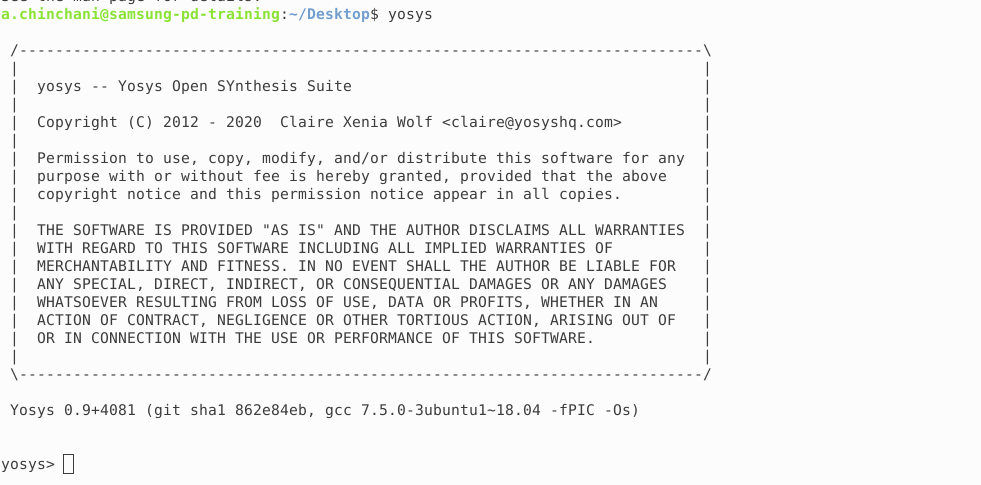 a.chinchani@samsung-pd-training:~/Desktop$ yosys
/----------------------------------------------------------------------------\
|                                                                            |
|  yosys -- Yosys Open SYnthesis Suite                                       |
|                                                                            |
|  Copyright (C) 2012 - 2020  Claire Xenia Wolf <claire@yosyshq.com>         |
|                                                                            |
|  Permission to use, copy, modify, and/or distribute this software for any  |
|  purpose with or without fee is hereby granted, provided that the above    |
|  copyright notice and this permission notice appear in all copies.         |
|                                                                            |
|  THE SOFTWARE IS PROVIDED "AS IS" AND THE AUTHOR DISCLAIMS ALL WARRANTIES  |
|  WITH REGARD TO THIS SOFTWARE INCLUDING ALL IMPLIED WARRANTIES OF          |
|  MERCHANTABILITY AND FITNESS. IN NO EVENT SHALL THE AUTHOR BE LIABLE FOR   |
|  ANY SPECIAL, DIRECT, INDIRECT, OR CONSEQUENTIAL DAMAGES OR ANY DAMAGES    |
|  WHATSOEVER RESULTING FROM LOSS OF USE, DATA OR PROFITS, WHETHER IN AN     |
|  ACTION OF CONTRACT, NEGLIGENCE OR OTHER TORTIOUS ACTION, ARISING OUT OF   |
|  OR IN CONNECTION WITH THE USE OR PERFORMANCE OF THIS SOFTWARE.            |
|                                                                            |
\----------------------------------------------------------------------------/
Yosys 0.9+4081 (git sha1 862e84eb, gcc 7.5.0-3ubuntu1~18.04 -fPIC -Os)
yosys>